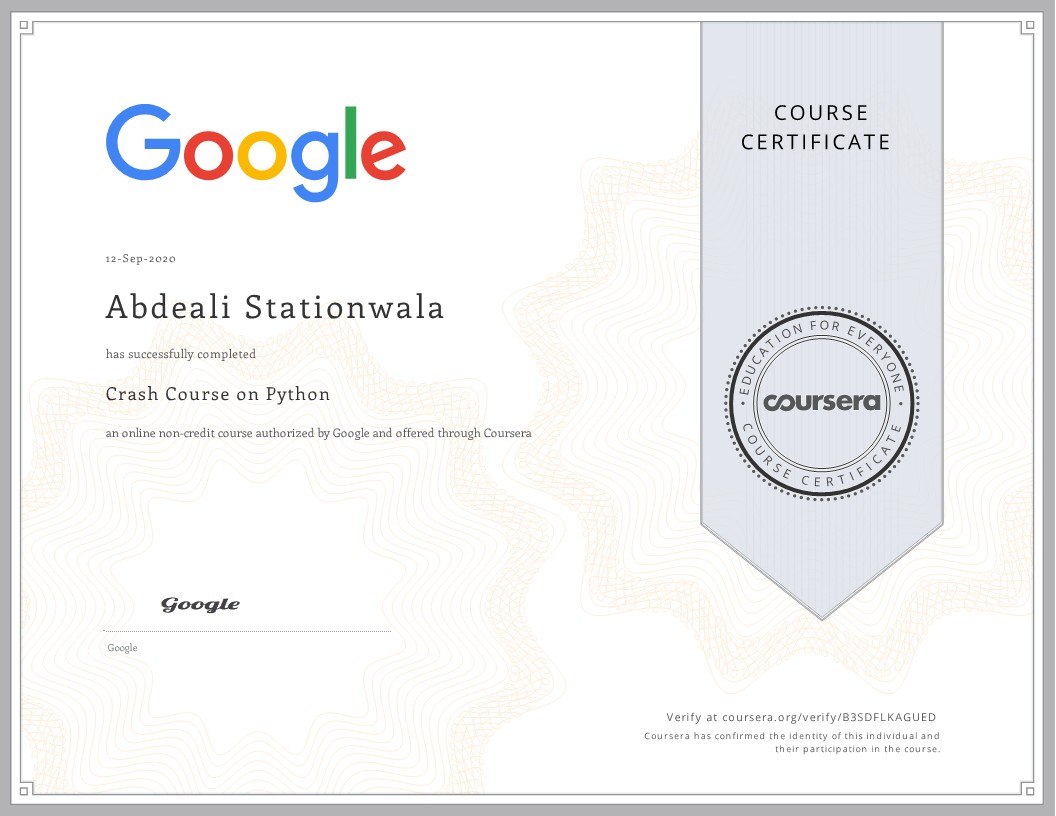 Google
COURSE
CERTIFICATE
12-Sep-2020
Abdeali Stationwala
has successfully completed
Crash Course on Python
an online non-credit course authorized by Google and offered through Coursera
EDUCATION FOR EVERYONE
coursera
COURSE CERTIFICATE
Google
Google
Verify at coursera.org/verify/B3SDFLKAGUED
Coursera has confirmed the identity of this individual and
their participation in the course.